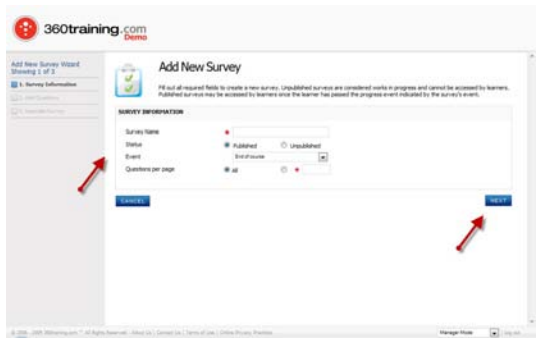 360training.com
Demo
Add New Survey Wizard
Showing 1 of 3
1. Survey Information
Add New Survey
Fill out all required fields to create a new survey. Unpublished surveys are considered works in progress and cannot be accessed by learners.
Published surveys may be accessed by learners once the learner has passed the progress event indicated by the survey's event.
SURVEY INFORMATION
Survey Name *
Status Published Unpublished
Event End of course
Questions per page All *
CANCEL
NEXT
Manager Mode log out